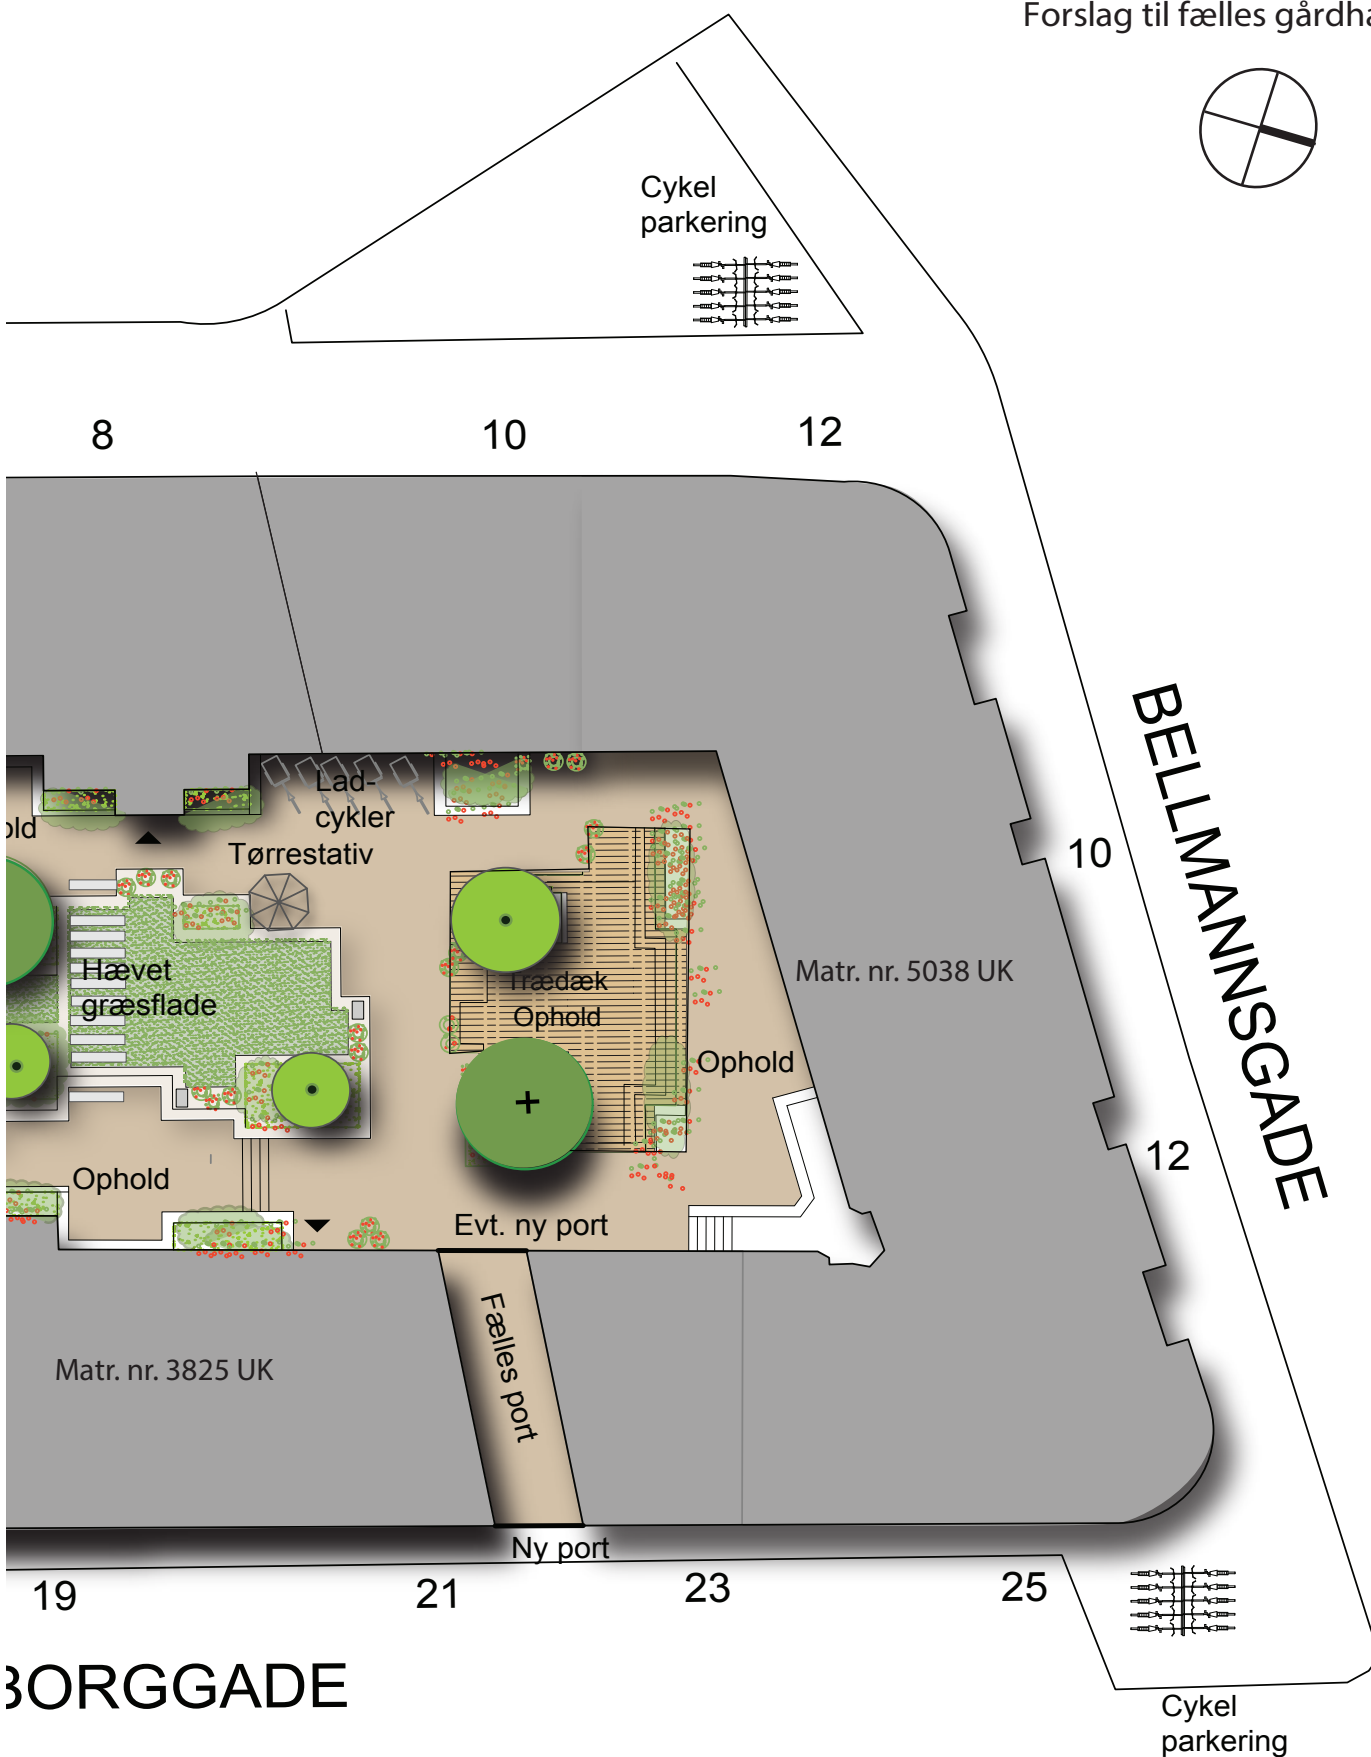 Forslag til fælles gårdha
Cykel
parkering
8
10
12
BELLMANNSGADE
Lad-
cykler
old
Tørrestativ
10
Hævet
græsflade
Trædæk
Ophold
Matr. nr. 5038 UK
Ophold
12
Ophold
Evt. ny port
Fælles port
Matr. nr. 3825 UK
Ny port
19
21
23
25
BORGGADE
Cykel
parkering